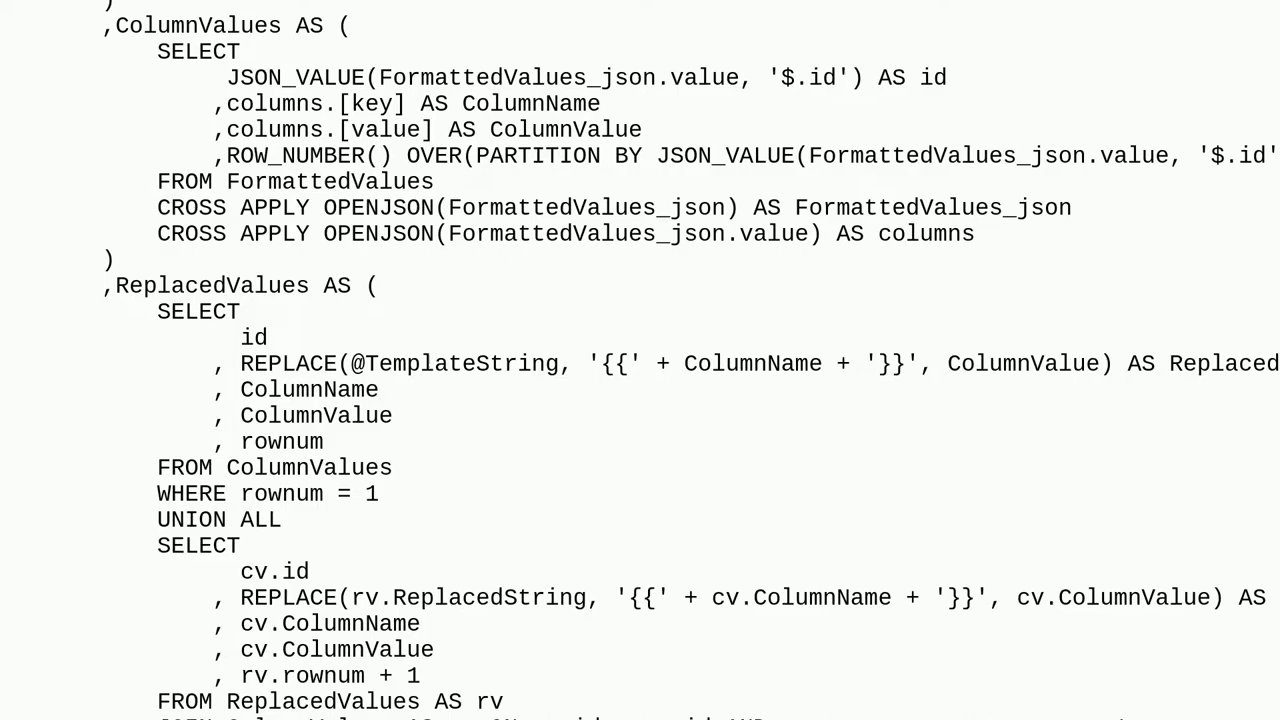 )
,ColumnValues AS (
SELECT
JSON_VALUE(FormattedValues_json.value, '$.id') AS id
,columns.[key] AS ColumnName
,columns.[value] AS ColumnValue
,ROW_NUMBER() OVER(PARTITION BY JSON_VALUE(FormattedValues_json.value, '$.id'
FROM FormattedValues
CROSS APPLY OPENJSON(FormattedValues_json) AS FormattedValues_json
CROSS APPLY OPENJSON(FormattedValues_json.value) AS columns
)
,ReplacedValues AS (
SELECT
id
, REPLACE(@TemplateString, '{{' + ColumnName + '}}', ColumnValue) AS Replaced
, ColumnName
, ColumnValue
, rownum
FROM ColumnValues
WHERE rownum = 1
UNION ALL
SELECT
cv.id
, REPLACE(rv.ReplacedString, '{{' + cv.ColumnName + '}}', cv.ColumnValue) AS
, cv.ColumnName
, cv.ColumnValue
, rv.rownum + 1
FROM ReplacedValues AS rv